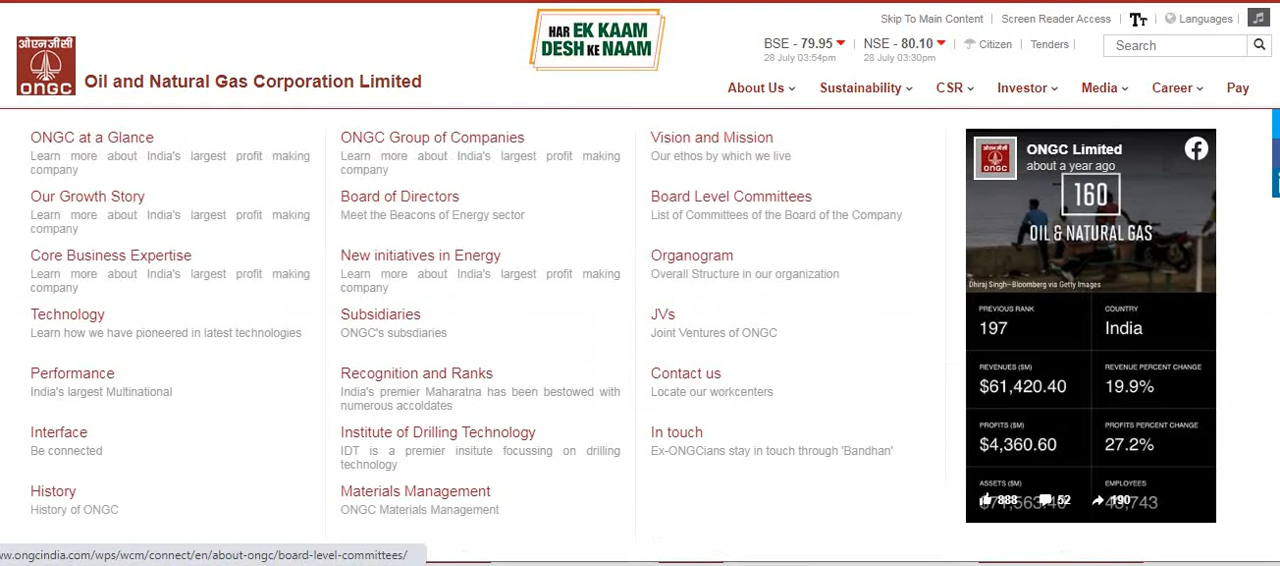 Skip To Main Content | Screen Reader Access | TT | Languages |
HAR EK KAAM
DESH KE NAAM
BSE - 79.95 | NSE - 80.10 | Citizen | Tenders |
28 July 03:54pm 28 July 03:30pm
Search
ओएनजीसी
ONGC
Oil and Natural Gas Corporation Limited
About Us Sustainability CSR Investor Media Career Pay
ONGC at a Glance
Learn more about India's largest profit making
company
Our Growth Story
Learn more about India's largest profit making
company
Core Business Expertise
Learn more about India's largest profit making
company
Technology
Learn how we have pioneered in latest technologies
Performance
India's largest Multinational
Interface
Be connected
History
History of ONGC
ONGC Group of Companies
Learn more about India's largest profit making
company
Board of Directors
Meet the Beacons of Energy sector
New initiatives in Energy
Learn more about India's largest profit making
company
Subsidiaries
ONGC's subsdiaries
Recognition and Ranks
India's premier Maharatna has been bestowed with
numerous accoldates
Institute of Drilling Technology
IDT is a premier insitute focussing on drilling
technology
Materials Management
ONGC Materials Management
Vision and Mission
Our ethos by which we live
Board Level Committees
List of Committees of the Board of the Company
Organogram
Overall Structure in our organization
JVs
Joint Ventures of ONGC
Contact us
Locate our workcenters
In touch
Ex-ONGCians stay in touch through 'Bandhan'
ONGC Limited
about a year ago
160
OIL & NATURAL GAS
Dhiraj Singh—Bloomberg via Getty Images
PREVIOUS RANK COUNTRY
197 India
REVENUES ($M) REVENUE PERCENT CHANGE
$61,420.40 19.9%
PROFITS ($M) PROFITS PERCENT CHANGE
$4,360.60 27.2%
ASSETS ($M) EMPLOYEES
888 52 190
ww.ongcindia.com/wps/wcm/connect/en/about-ongc/board-level-committees/